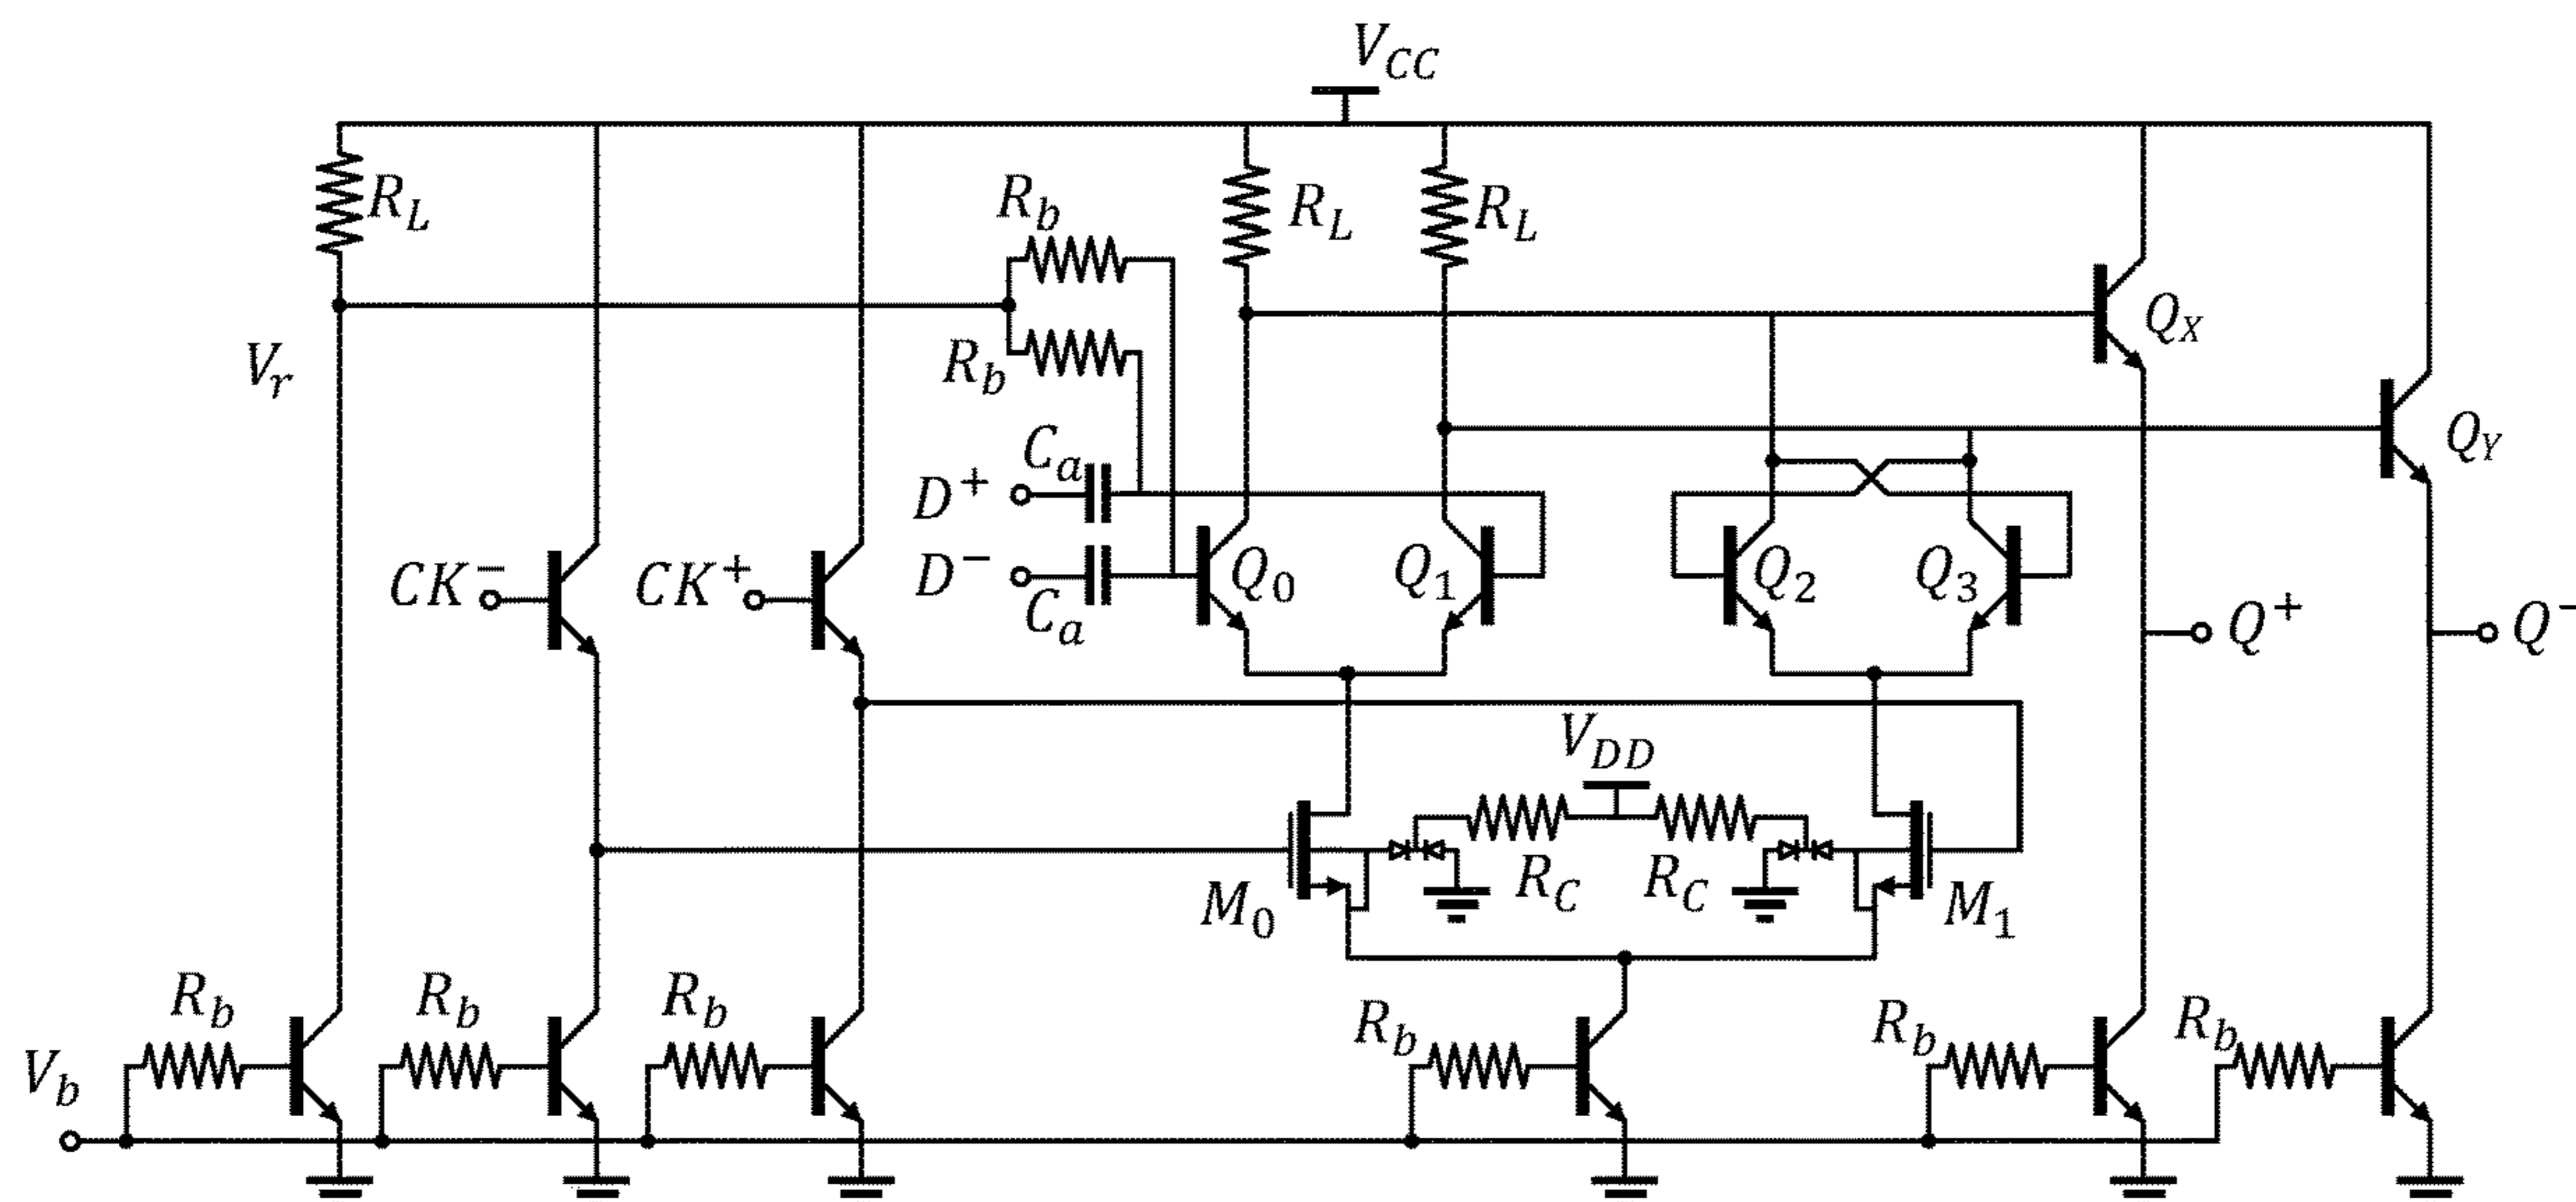 V_CC
R_L
R_b
R_L
R_L
Q_X
V_r
R_b
Q_Y
C_a
D^+
D^-
C_a
Q_0
Q_1
Q_2
Q_3
CK^-
CK^+
Q^+
Q^-
V_DD
R_C
R_C
M_0
M_1
R_b
R_b
R_b
R_b
R_b
R_b
V_b